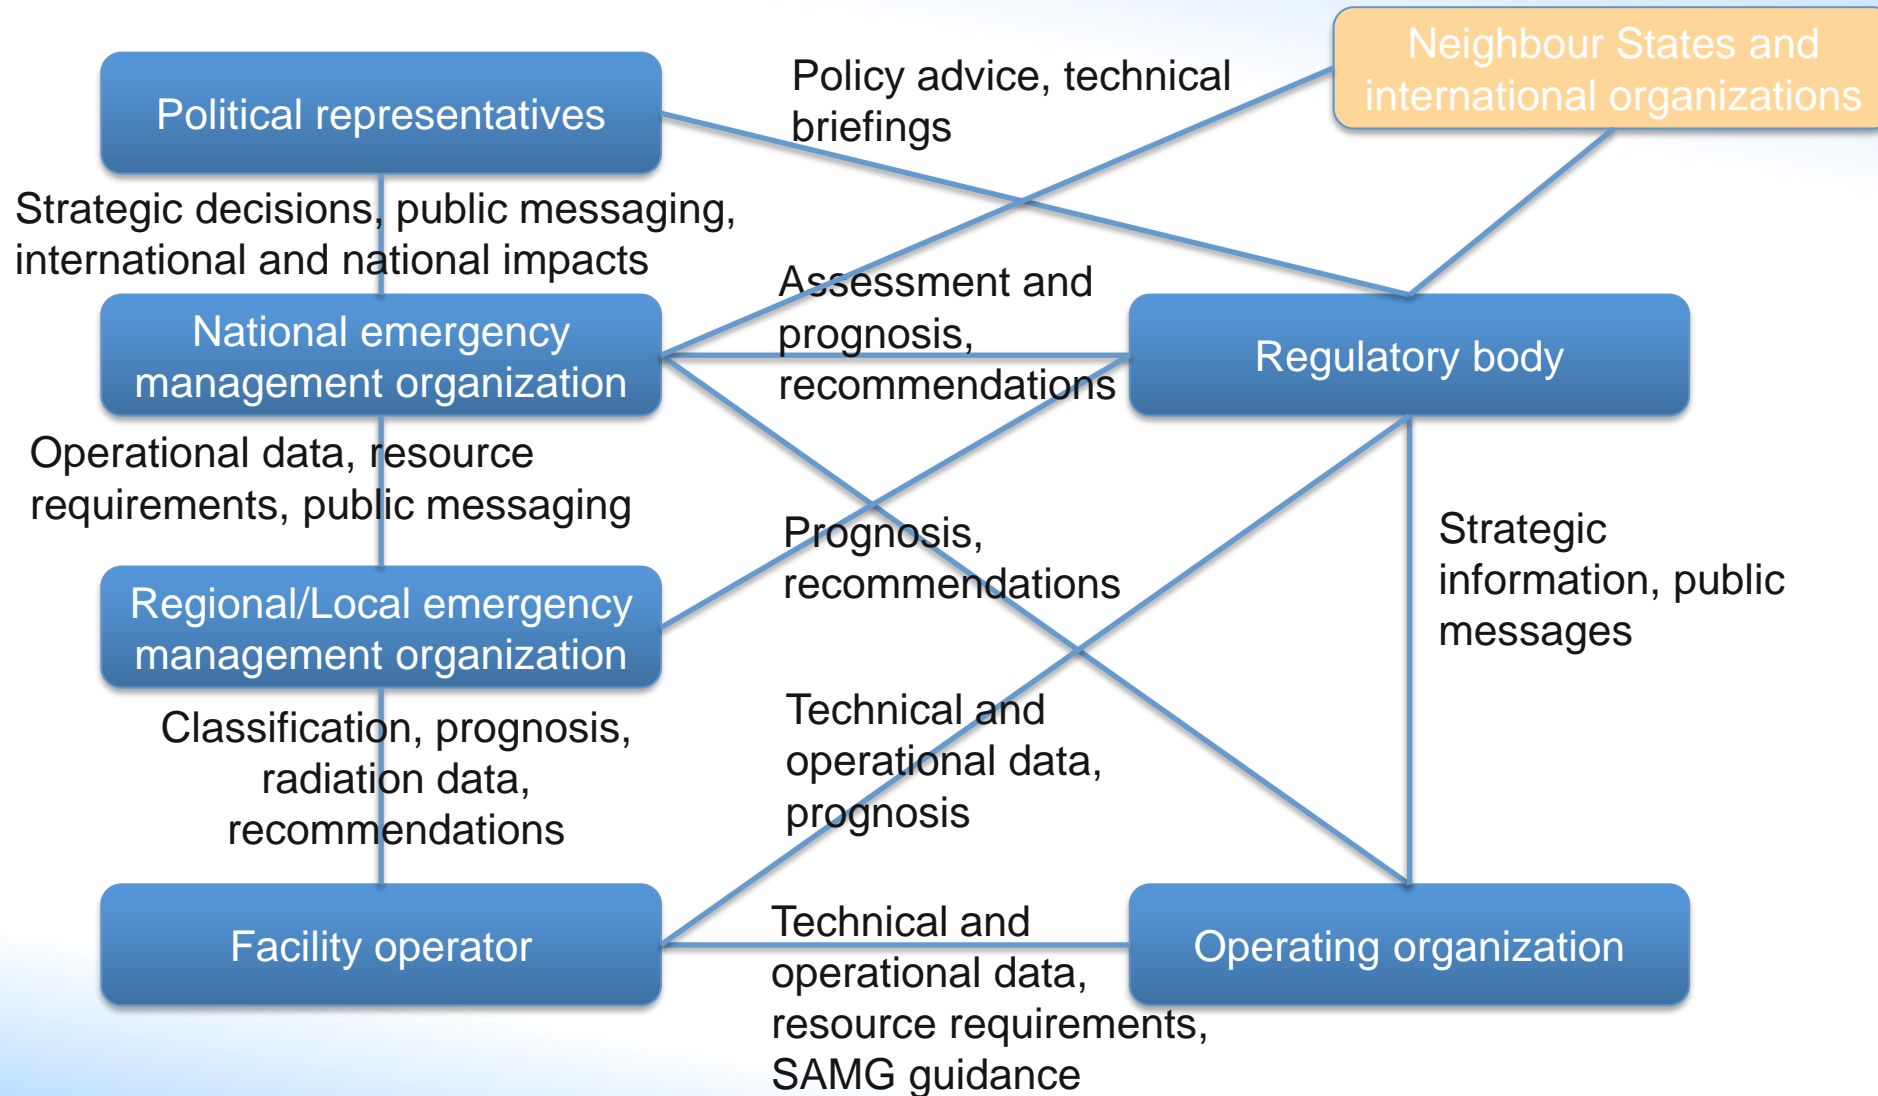 Neighbour States and
international organizations
Political representatives
Policy advice, technical
briefings
Strategic decisions, public messaging,
international and national impacts
National emergency
management organization
Assessment and
prognosis,
recommendations
Regulatory body
Operational data, resource
requirements, public messaging
Prognosis,
recommendations
Strategic
information, public
messages
Regional/Local emergency
management organization
Classification, prognosis,
radiation data,
recommendations
Technical and
operational data,
prognosis
Facility operator
Technical and
operational data,
resource requirements,
SAMG guidance
Operating organization